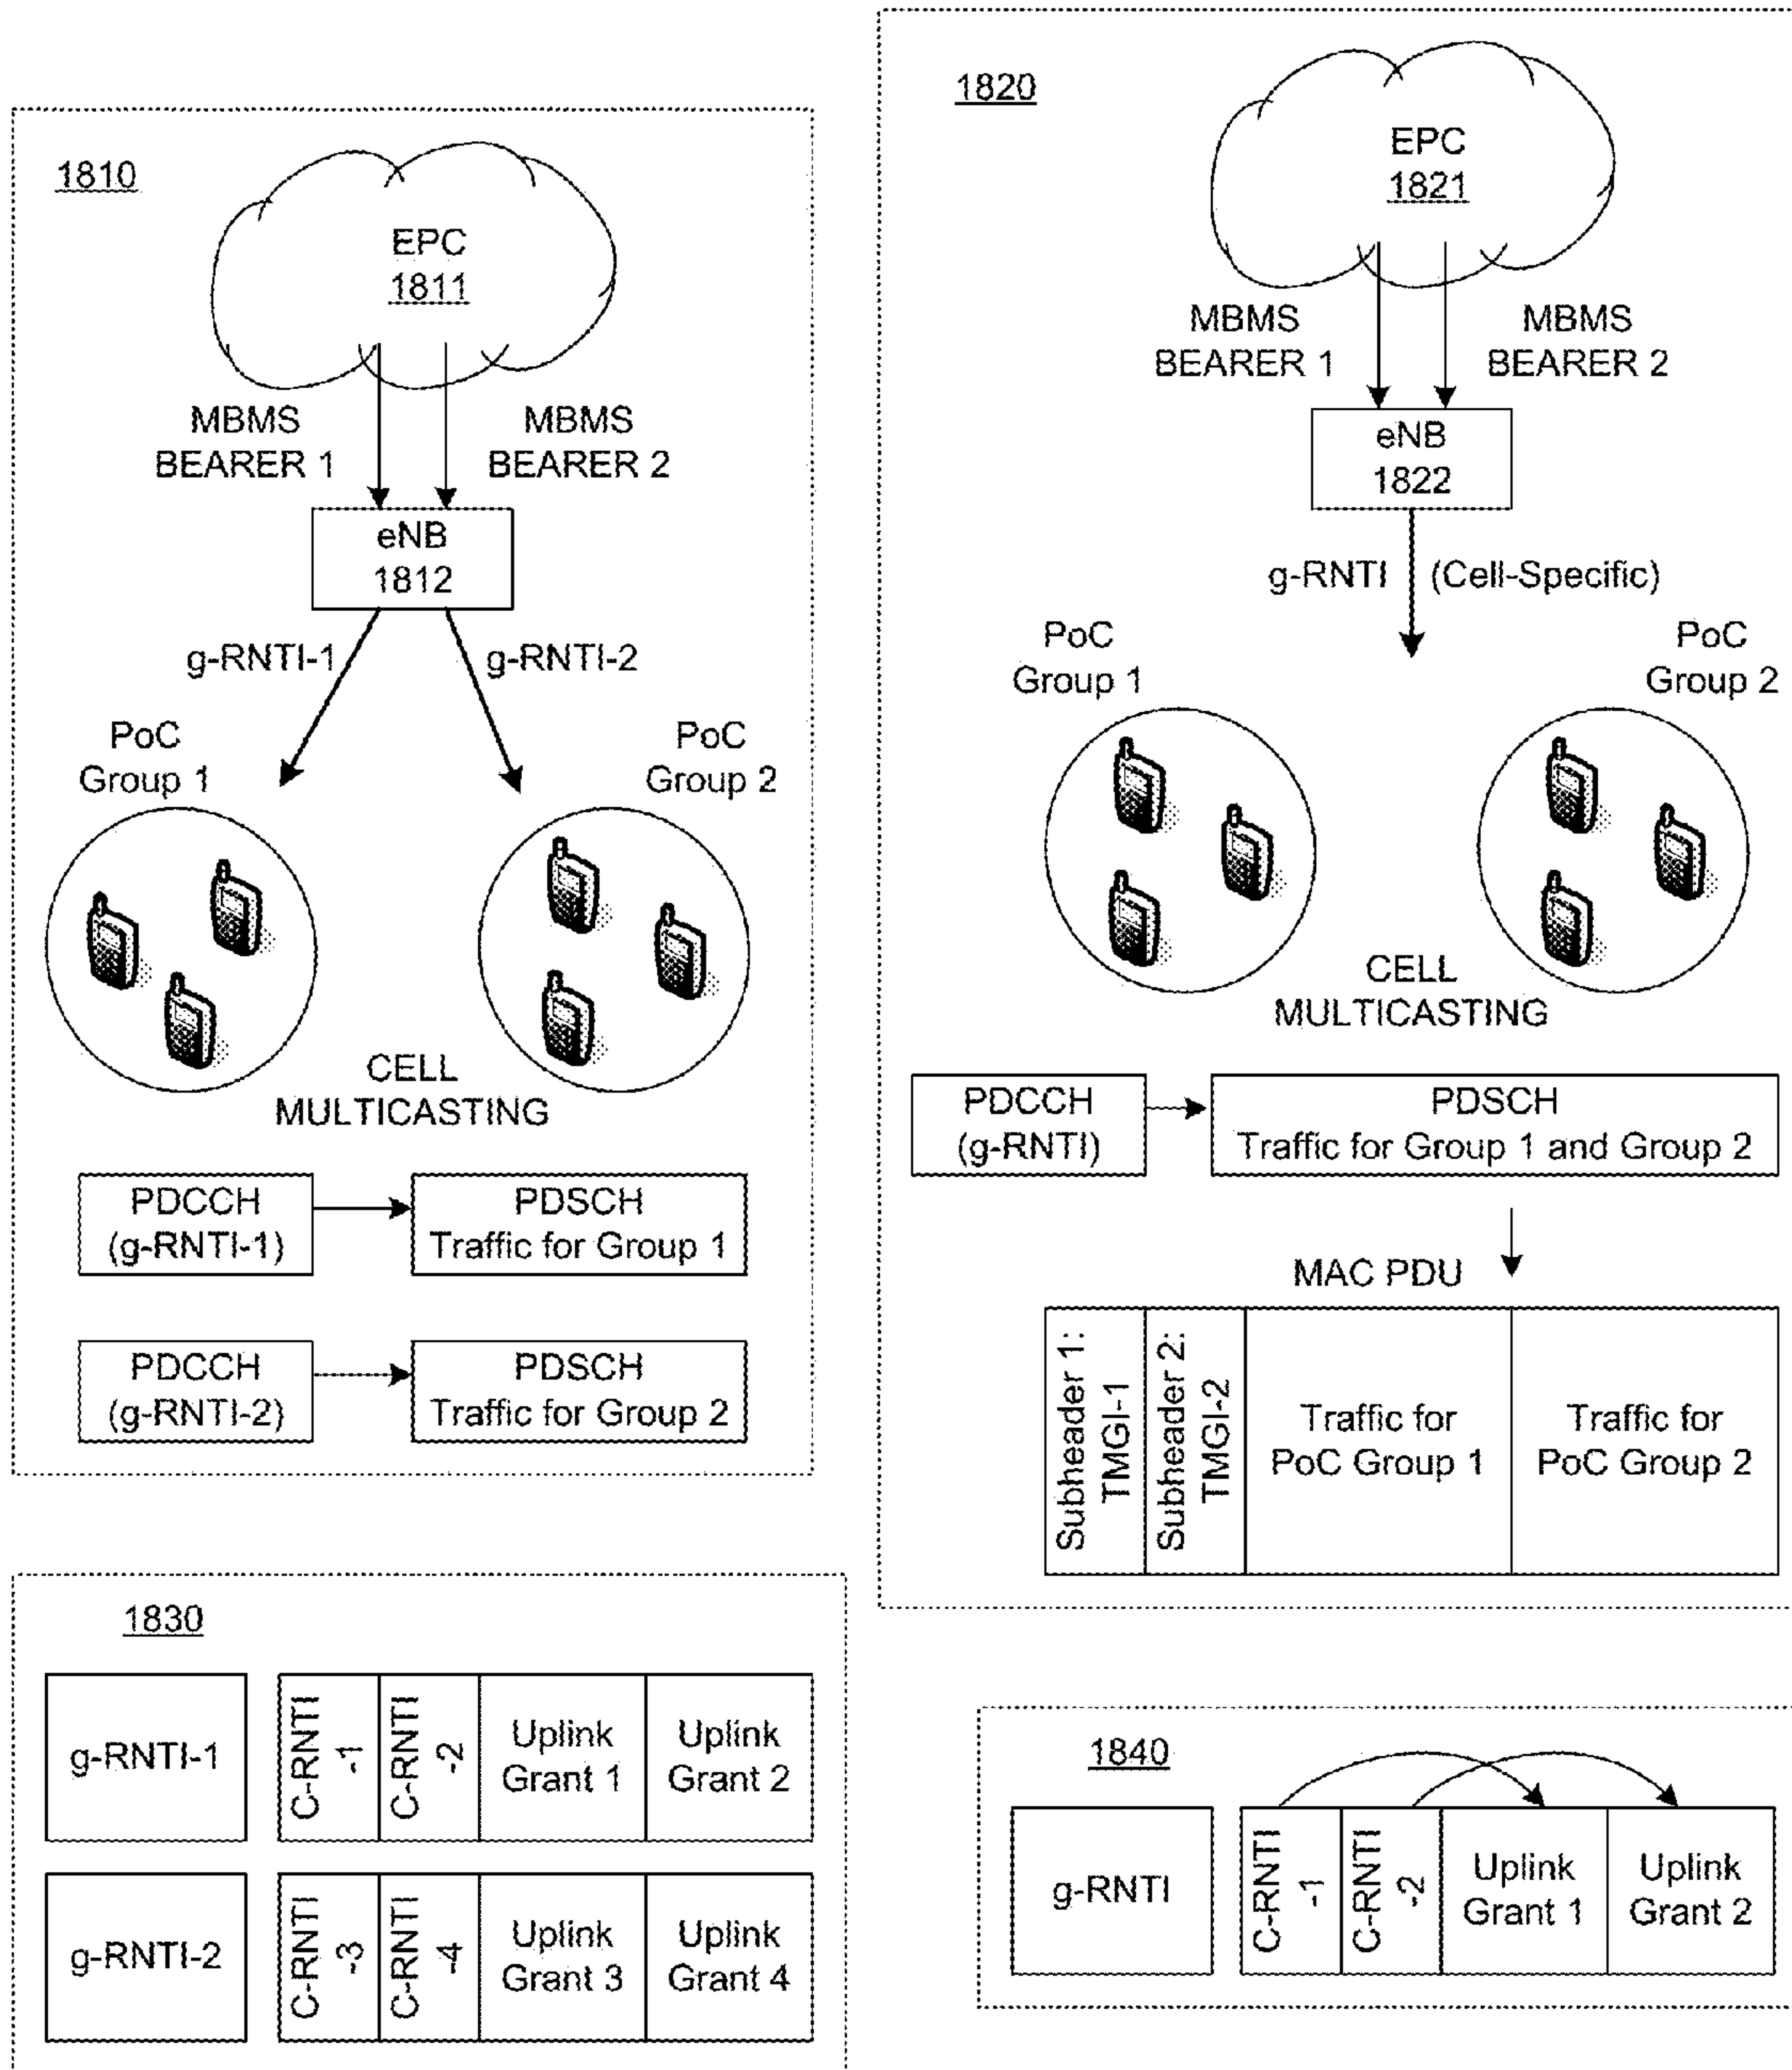 1810
EPC
1811
MBMS
BEARER 1
MBMS
BEARER 2
eNB
1812
g-RNTI-1
g-RNTI-2
PoC
Group 1
PoC
Group 2
CELL
MULTICASTING
PDCCH
(g-RNTI-1)
PDSCH
Traffic for Group 1
PDCCH
(g-RNTI-2)
PDSCH
Traffic for Group 2
1820
EPC
1821
MBMS
BEARER 1
MBMS
BEARER 2
eNB
1822
g-RNTI
(Cell-Specific)
PoC
Group 1
PoC
Group 2
CELL
MULTICASTING
PDCCH
(g-RNTI)
PDSCH
Traffic for Group 1 and Group 2
MAC PDU
Subheader 1:
TMGI-1
Subheader 2:
TMGI-2
Traffic for
PoC Group 1
Traffic for
PoC Group 2
1830
g-RNTI-1
C-RNTI
-1
C-RNTI
-2
Uplink
Grant 1
Uplink
Grant 2
g-RNTI-2
C-RNTI
-3
C-RNTI
-4
Uplink
Grant 3
Uplink
Grant 4
1840
g-RNTI
C-RNTI
-1
C-RNTI
-2
Uplink
Grant 1
Uplink
Grant 2